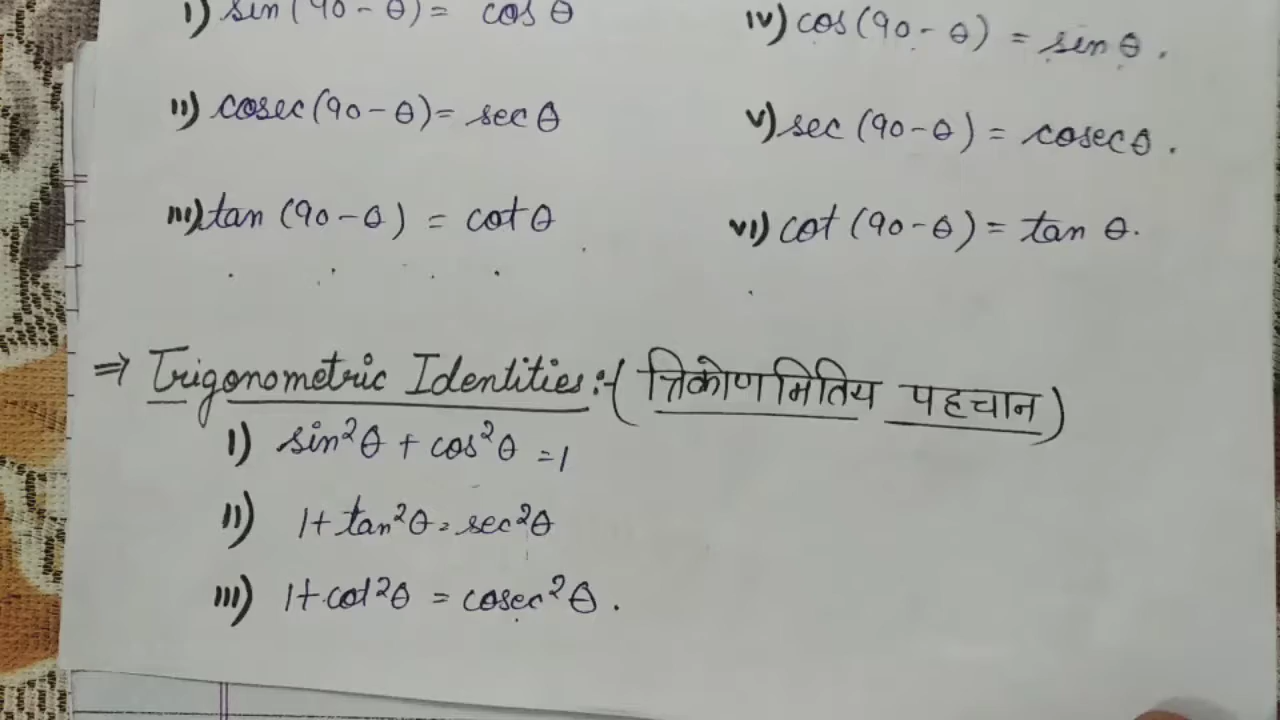 i) sin(90-θ) = cos θ
iv) cos(90-θ) = sin θ.
ii) cosec(90-θ) = sec θ
v) sec(90-θ) = cosec θ.
iii) tan(90-θ) = cot θ
vi) cot(90-θ) = tan θ.
⇒ Trigonometric Identities:-(त्रिकोणमितिय पहचान)
i) sin²θ + cos²θ = 1
ii) 1+ tan²θ = sec²θ
iii) 1+cot²θ = cosec²θ.